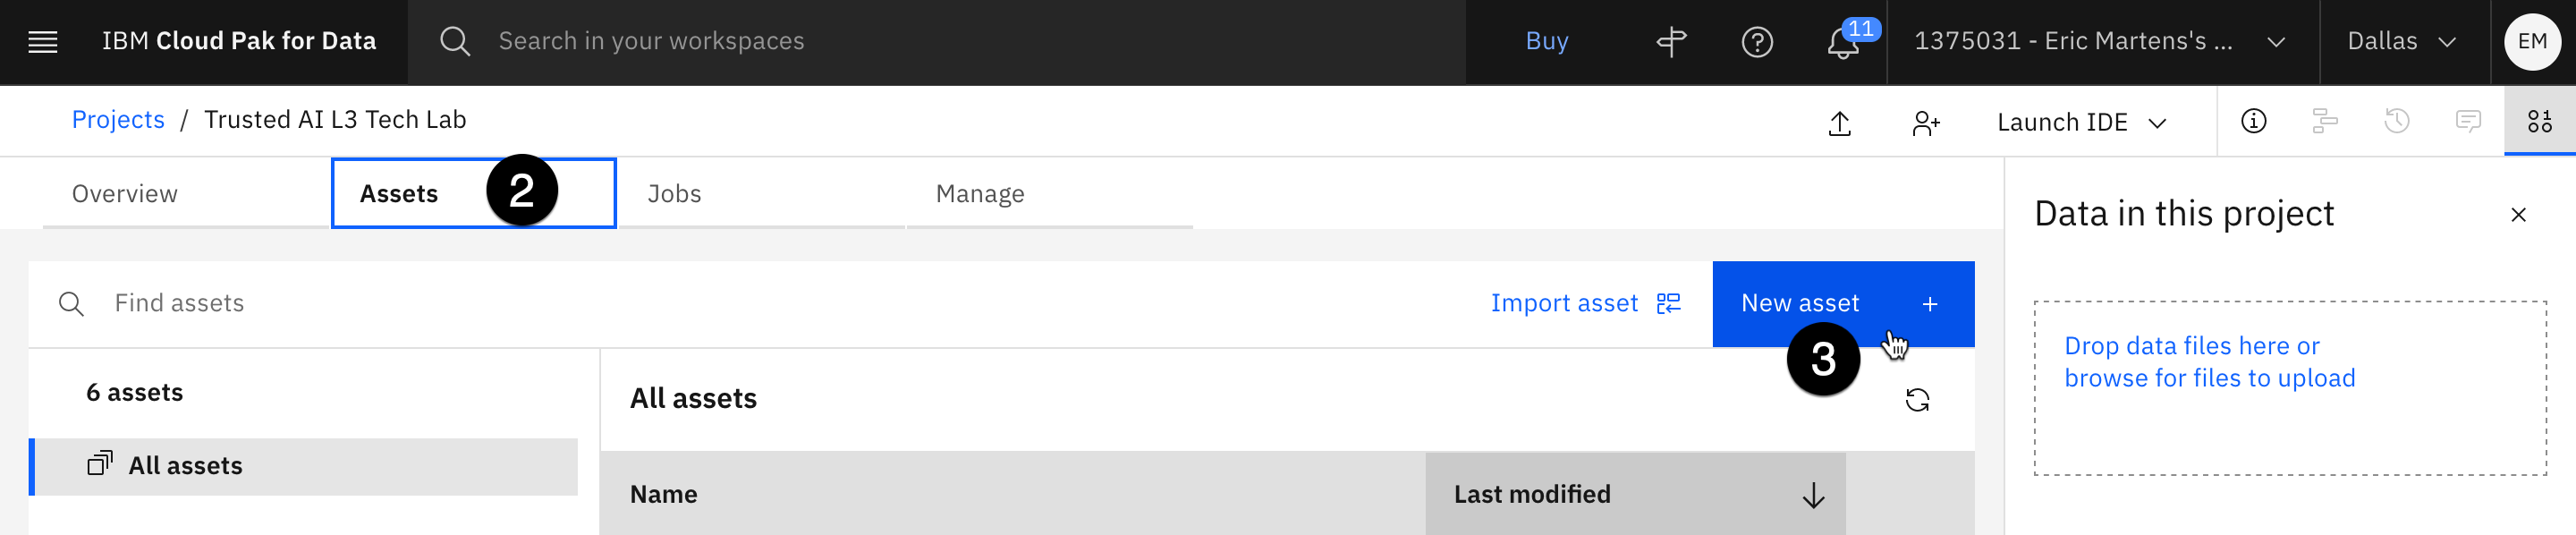 IBM Cloud Pak for Data
Search in your workspaces
Buy
11
1375031 - Eric Martens's ...
Dallas
EM
Projects / Trusted AI L3 Tech Lab
Launch IDE
Overview
Assets
2
Jobs
Manage
Data in this project
Find assets
Import asset
New asset +
3
Drop data files here or
browse for files to upload
6 assets
All assets
All assets
Name
Last modified